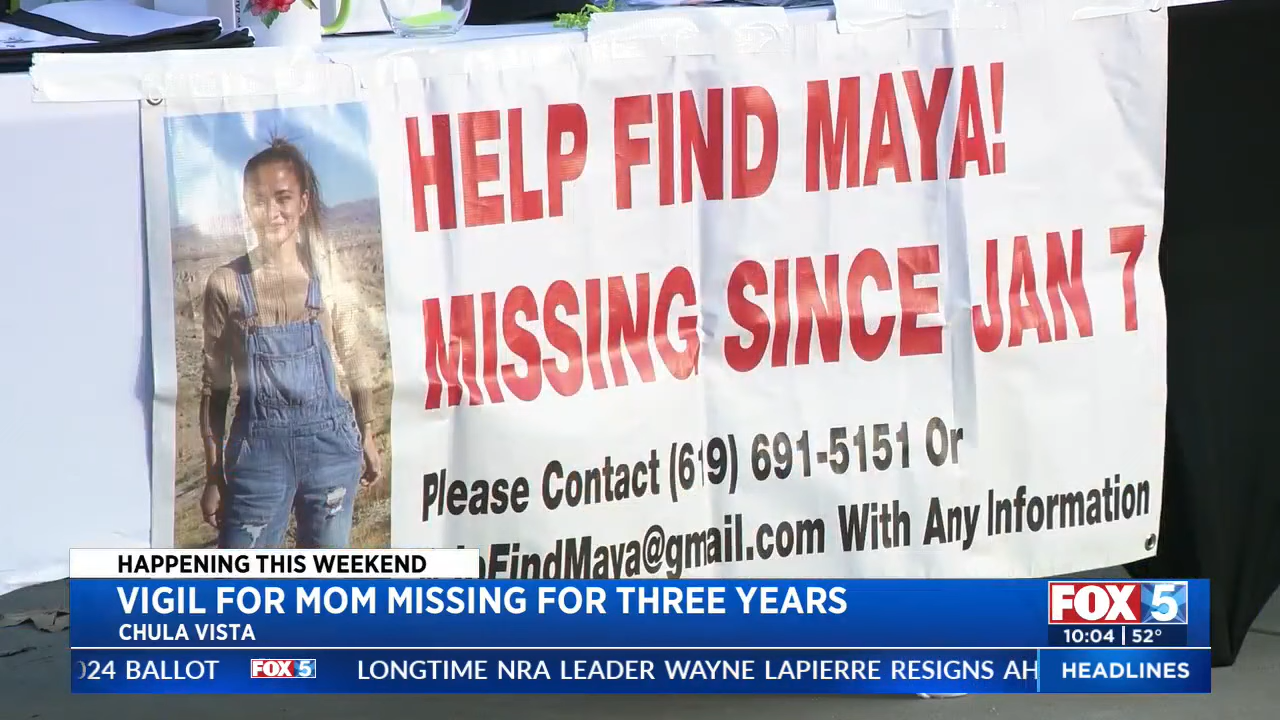 HELP FIND MAYA!
MISSING SINCE JAN 7
Please Contact (619) 691-5151 Or
FindMaya@gmail.com With Any Information
HAPPENING THIS WEEKEND
VIGIL FOR MOM MISSING FOR THREE YEARS
CHULA VISTA
FOX 5
10:04 | 52°
024 BALLOT FOX 5 LONGTIME NRA LEADER WAYNE LAPIERRE RESIGNS AH
HEADLINES